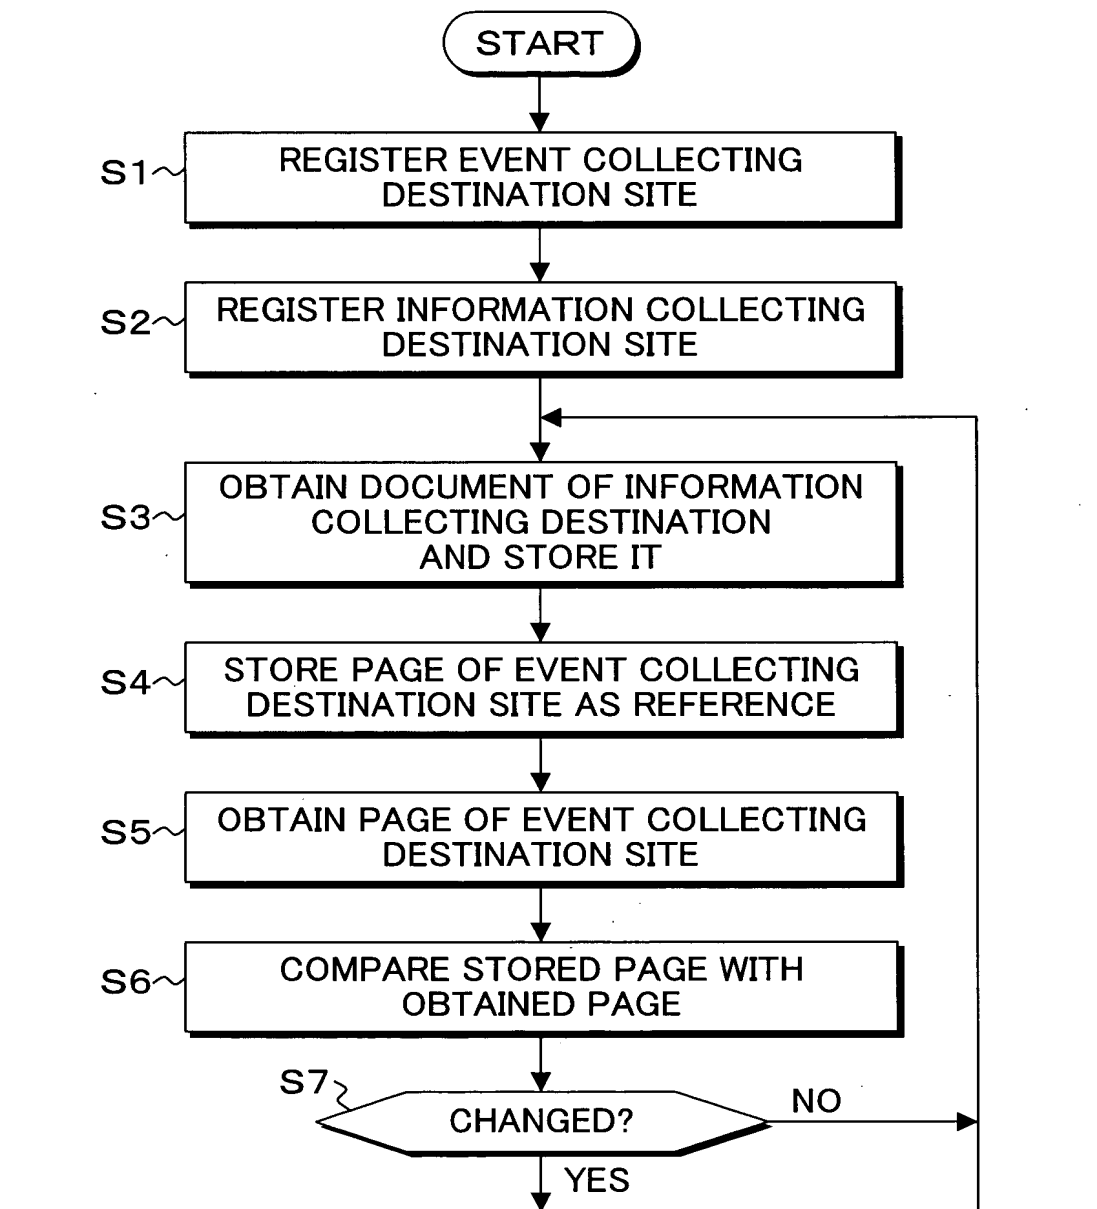 START
S1
REGISTER EVENT COLLECTING
DESTINATION SITE
S2
REGISTER INFORMATION COLLECTING
DESTINATION SITE
S3
OBTAIN DOCUMENT OF INFORMATION
COLLECTING DESTINATION
AND STORE IT
S4
STORE PAGE OF EVENT COLLECTING
DESTINATION SITE AS REFERENCE
S5
OBTAIN PAGE OF EVENT COLLECTING
DESTINATION SITE
S6
COMPARE STORED PAGE WITH
OBTAINED PAGE
S7
CHANGED?
NO
YES